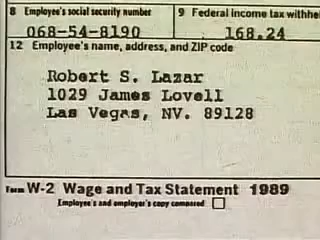 8 Employee's social security number
9 Federal income tax withhe
068-54-8190
168.24
12 Employee's name, address, and ZIP code
Robert S. Lazar
1029 James Lovell
Las Vegas, NV. 89128
Form W-2 Wage and Tax Statement 1989
Employee's and employer's copy compared